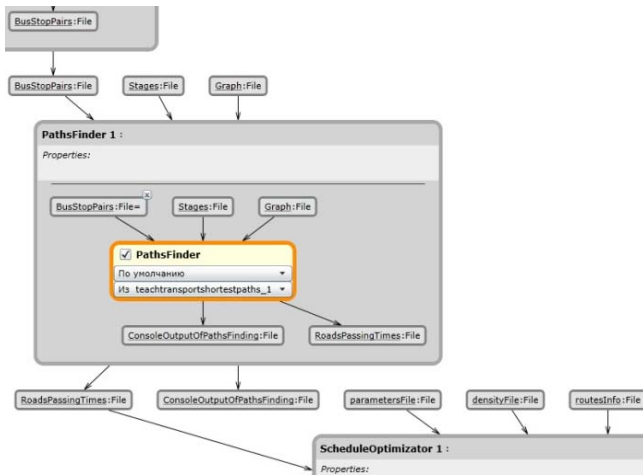 BusStopPairs:File
BusStopPairs:File
Stages:File
Graph:File
PathsFinder 1 :
Properties:
BusStopPairs:File=
x
Stages:File
Graph:File
PathsFinder
По умолчанию
Из teachtransportshortestpaths_1
ConsoleOutputOfPathsFinding:File
RoadsPassingTimes:File
RoadsPassingTimes:File
ConsoleOutputOfPathsFinding:File
parametersFile:File
densityFile:File
routesInfo:File
ScheduleOptimizator 1 :
Properties: